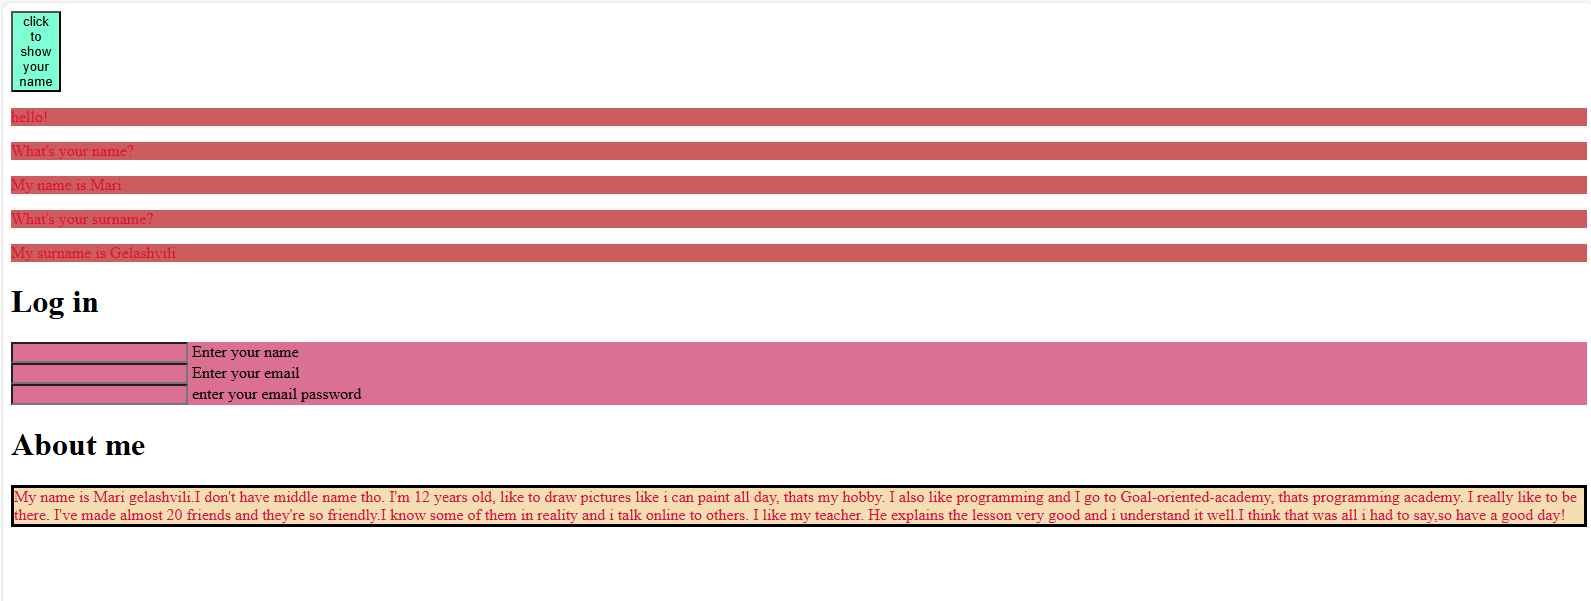 click
to
show
your
name
hello!
What's your name?
My name is Mari
What's your surname?
My surname is Gelashvili
Log in
Enter your name
Enter your email
enter your email password
About me
My name is Mari gelashvili.I don't have middle name tho. I'm 12 years old, like to draw pictures like i can paint all day, thats my hobby. I also like programming and I go to Goal-oriented-academy, thats programming academy. I really like to be
there. I've made almost 20 friends and they're so friendly.I know some of them in reality and i talk online to others. I like my teacher. He explains the lesson very good and i understand it well.I think that was all i had to say,so have a good day!